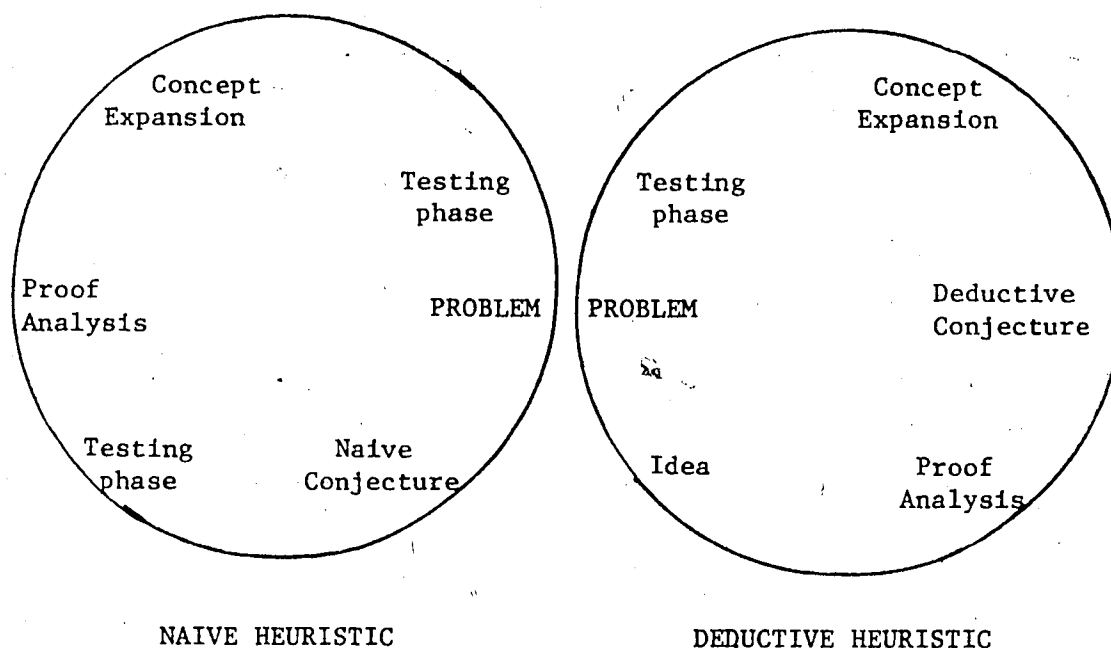 Concept
Expansion
Testing
phase
Proof
Analysis
PROBLEM
Testing
phase
Naive
Conjecture
NAIVE HEURISTIC
Concept
Expansion
Testing
phase
PROBLEM
Deductive
Conjecture
Idea
Proof
Analysis
DEDUCTIVE HEURISTIC